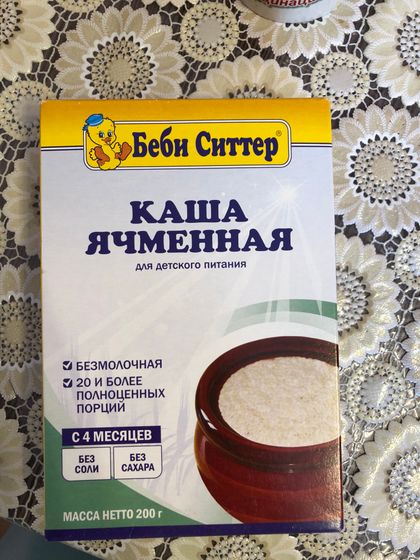 Беби Ситтер®
КАША
ЯЧМЕННАЯ
для детского питания
БЕЗМОЛОЧНАЯ
20 И БОЛЕЕ
ПОЛНОЦЕННЫХ
ПОРЦИЙ
С 4 МЕСЯЦЕВ
БЕЗ
СОЛИ
БЕЗ
САХАРА
МАССА НЕТТО 200 г